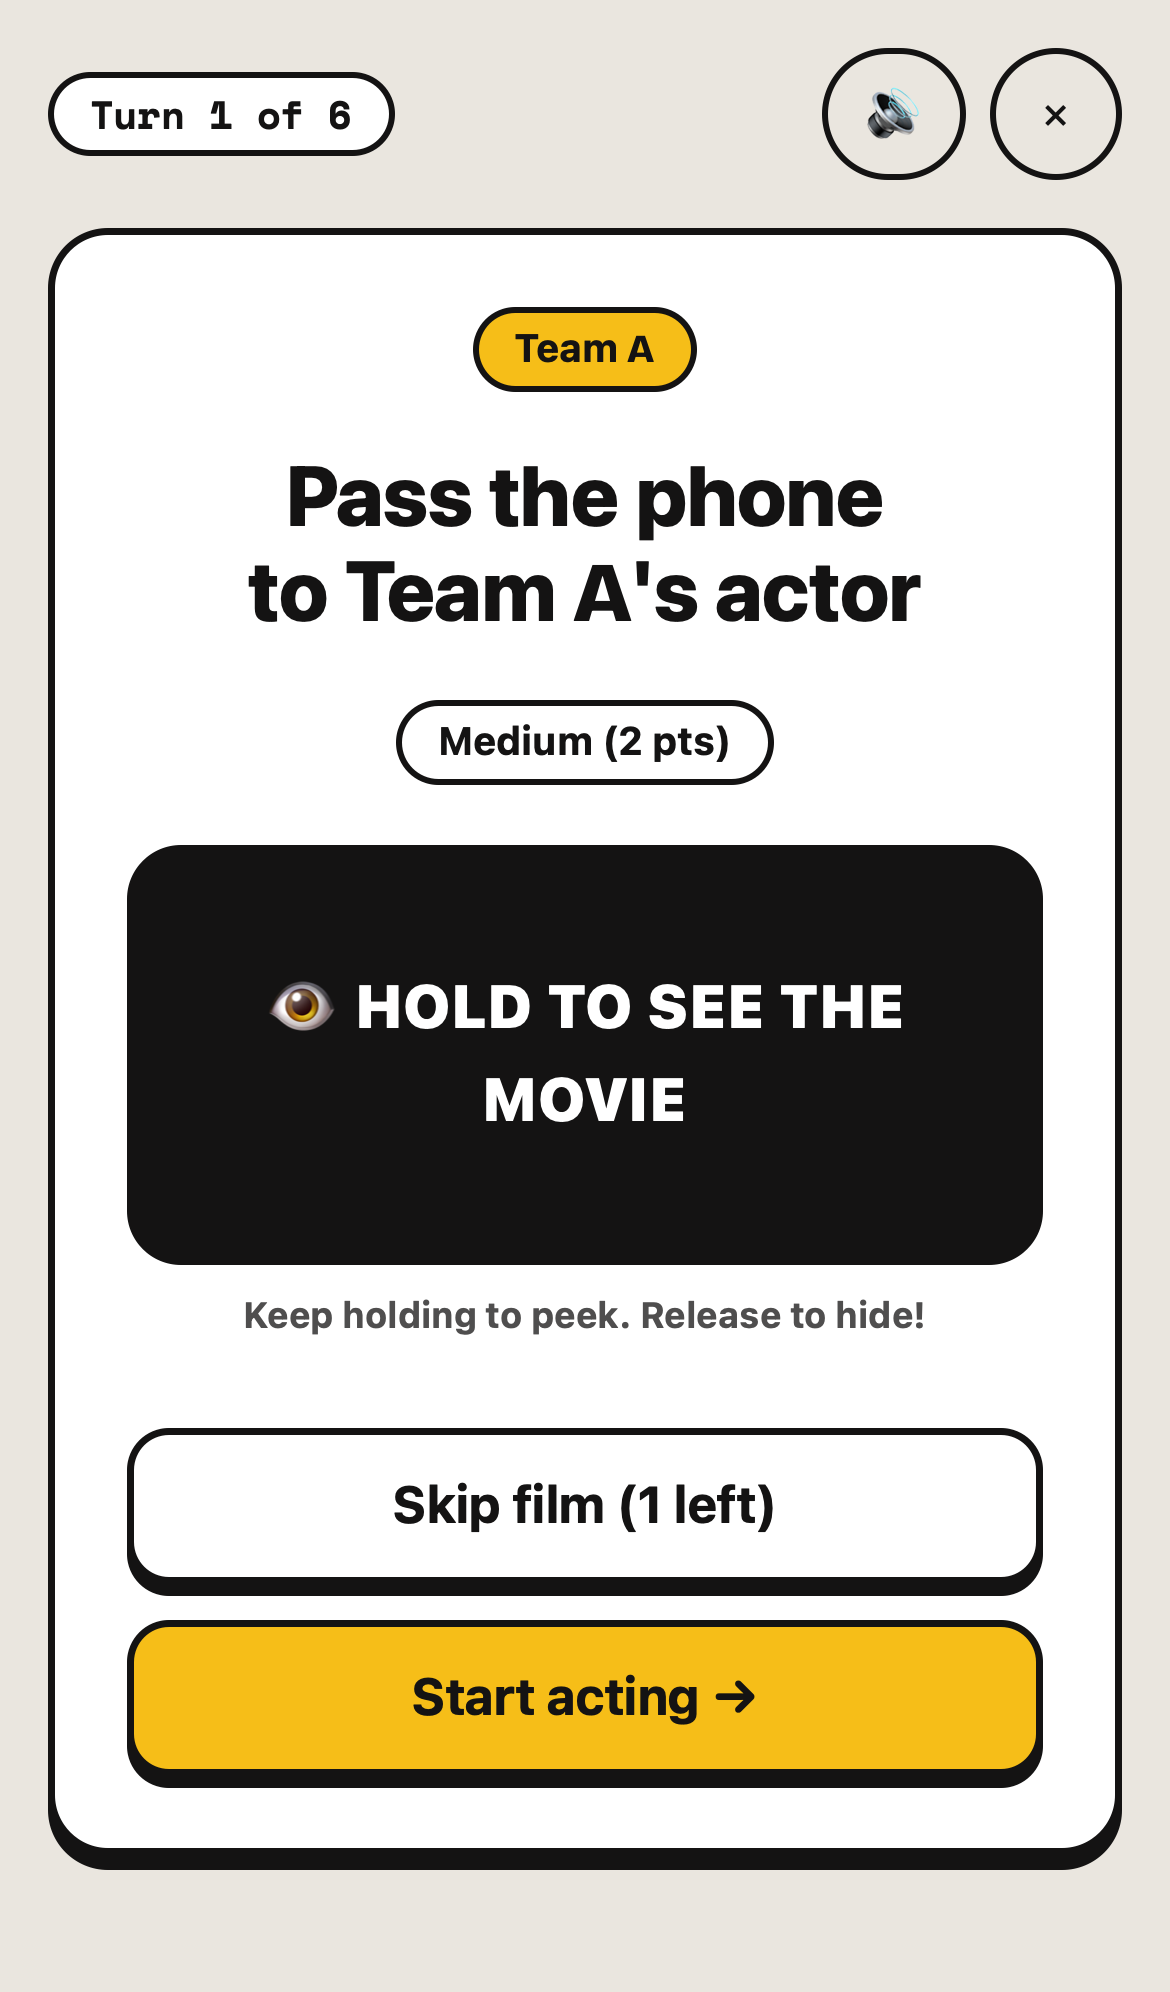 Turn 1 of 6
×
Team A
Pass the phone
to Team A's actor
Medium (2 pts)
👁️ HOLD TO SEE THE
MOVIE
Keep holding to peek. Release to hide!
Skip film (1 left)
Start acting →